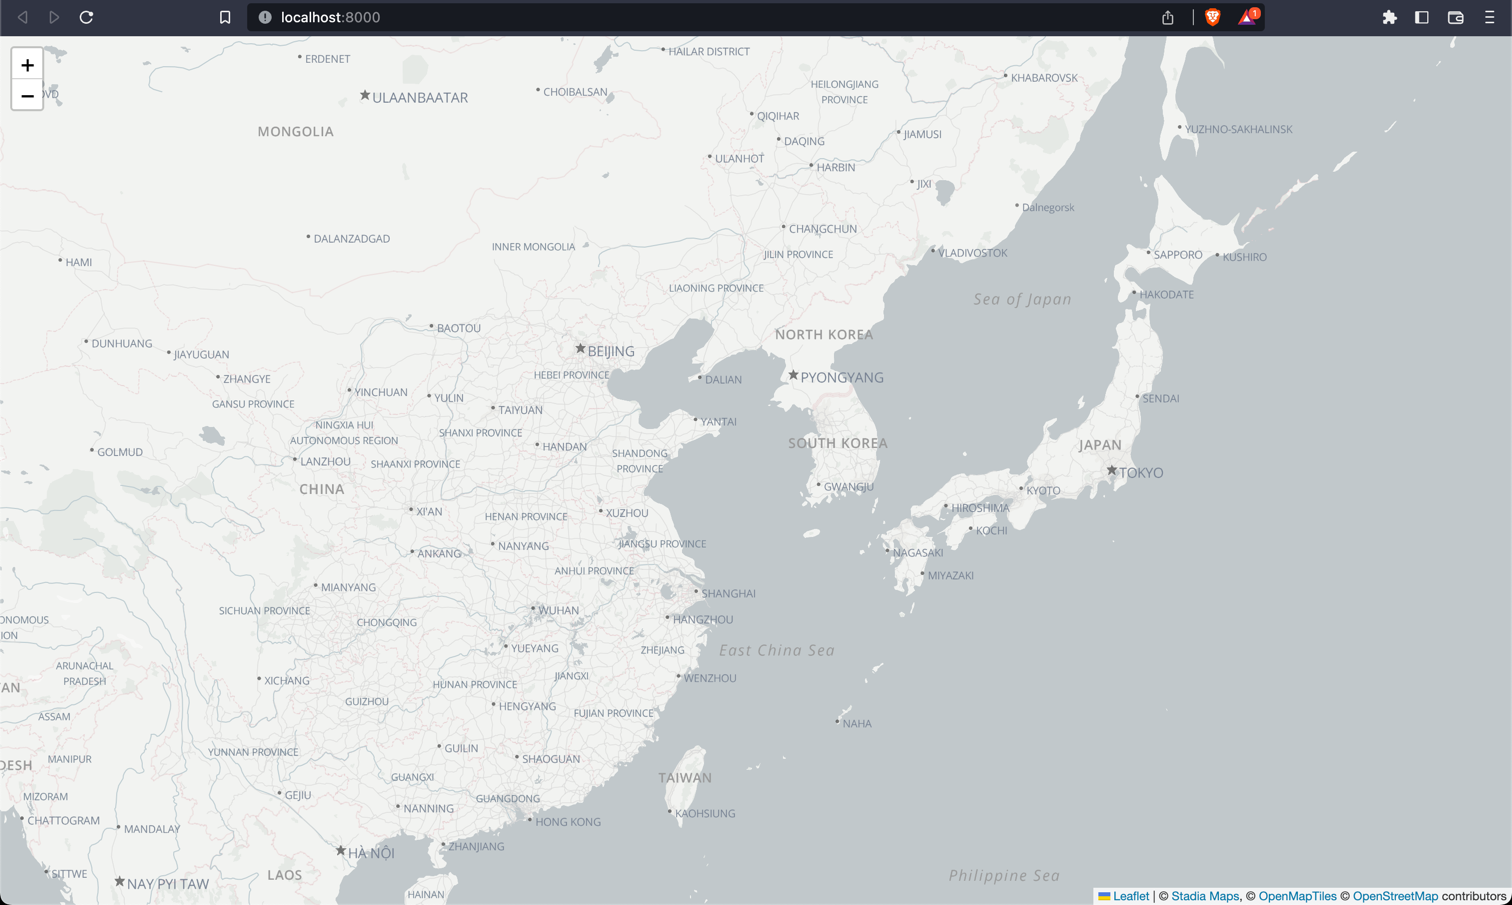 localhost:8000
1
+
−
ERDENET
HAILAR DISTRICT
KHABAROVSK
HEILONGJIANG
PROVINCE
CHOIBALSAN
ULAANBAATAR
QIQIHAR
YUZHNO-SAKHALINSK
MONGOLIA
JIAMUSI
DAQING
ULANHOT
HARBIN
JIXI
Dalnegorsk
CHANGCHUN
DALANZADGAD
INNER MONGOLIA
JILIN PROVINCE
VLADIVOSTOK
SAPPORO
KUSHIRO
HAMI
LIAONING PROVINCE
HAKODATE
Sea of Japan
BAOTOU
NORTH KOREA
DUNHUANG
JIAYUGUAN
BEIJING
HEBEI PROVINCE
ZHANGYE
DALIAN
PYONGYANG
YINCHUAN
YULIN
SENDAI
GANSU PROVINCE
TAIYUAN
YANTAI
NINGXIA HUI
AUTONOMOUS REGION
SHANXI PROVINCE
HANDAN
SOUTH KOREA
JAPAN
GOLMUD
SHANDONG
PROVINCE
LANZHOU
SHAANXI PROVINCE
TOKYO
CHINA
GWANGJU
KYOTO
XI'AN
HENAN PROVINCE
XUZHOU
HIROSHIMA
KOCHI
NANYANG
JIANGSU PROVINCE
ANKANG
NAGASAKI
ANHUI PROVINCE
MIYAZAKI
MIANYANG
SHANGHAI
SICHUAN PROVINCE
WUHAN
CHONGQING
HANGZHOU
ONOMOUS
ION
YUEYANG
ZHEJIANG
East China Sea
ARUNACHAL
PRADESH
XICHANG
HUNAN PROVINCE
JIANGXI
WENZHOU
AN
GUIZHOU
HENGYANG
FUJIAN PROVINCE
ASSAM
NAHA
YUNNAN PROVINCE
GUILIN
SHAOGUAN
MANIPUR
DESH
GUANGXI
TAIWAN
MIZORAM
GEJIU
NANNING
GUANGDONG
CHATTOGRAM
MANDALAY
HONG KONG
KAOHSIUNG
HÀ NỘI
ZHANJIANG
SITTWE
NAY PYI TAW
LAOS
Philippine Sea
HAINAN
Leaflet | © Stadia Maps, © OpenMapTiles © OpenStreetMap contributors